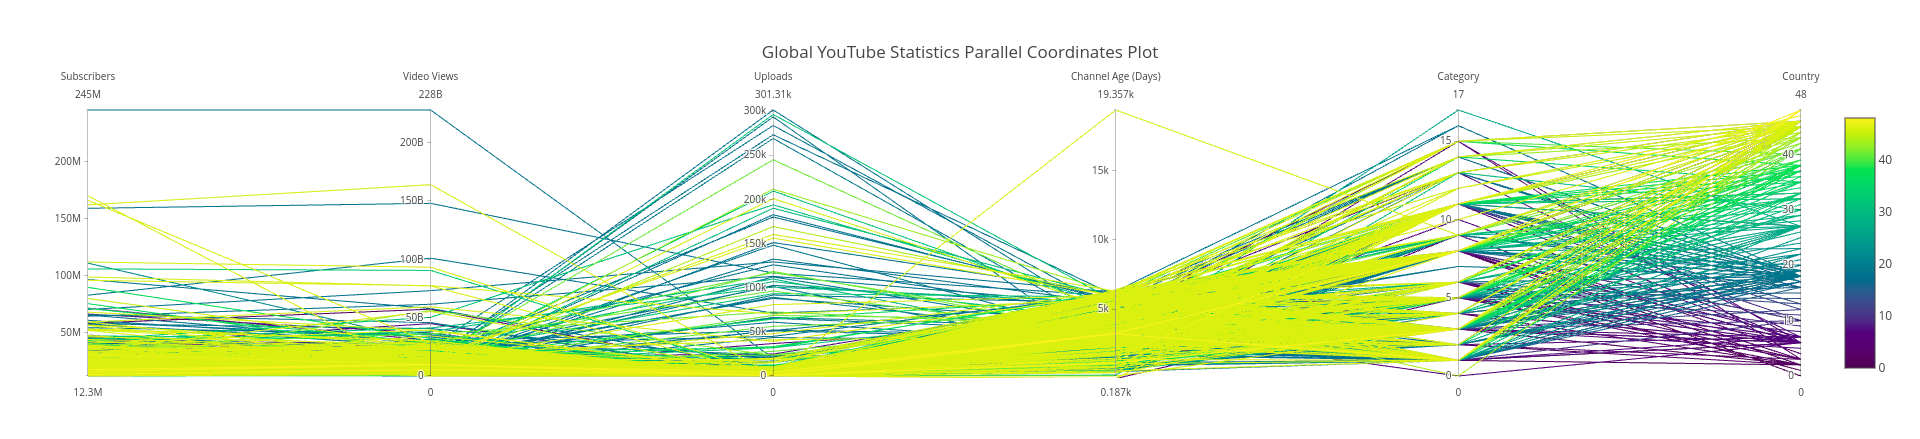 Global YouTube Statistics Parallel Coordinates Plot
Subscribers Video Views Uploads Channel Age (Days) Category Country
245M 228B 301.31k 19.357k 17 48
200M
150M
100M
50M
12.3M
200B
150B
100B
50B
0
0
300k
250k
200k
150k
100k
50k
0
0
15k
10k
5k
0.187k
15
10
5
0
0
40
30
20
10
0
0
40
30
20
10
0